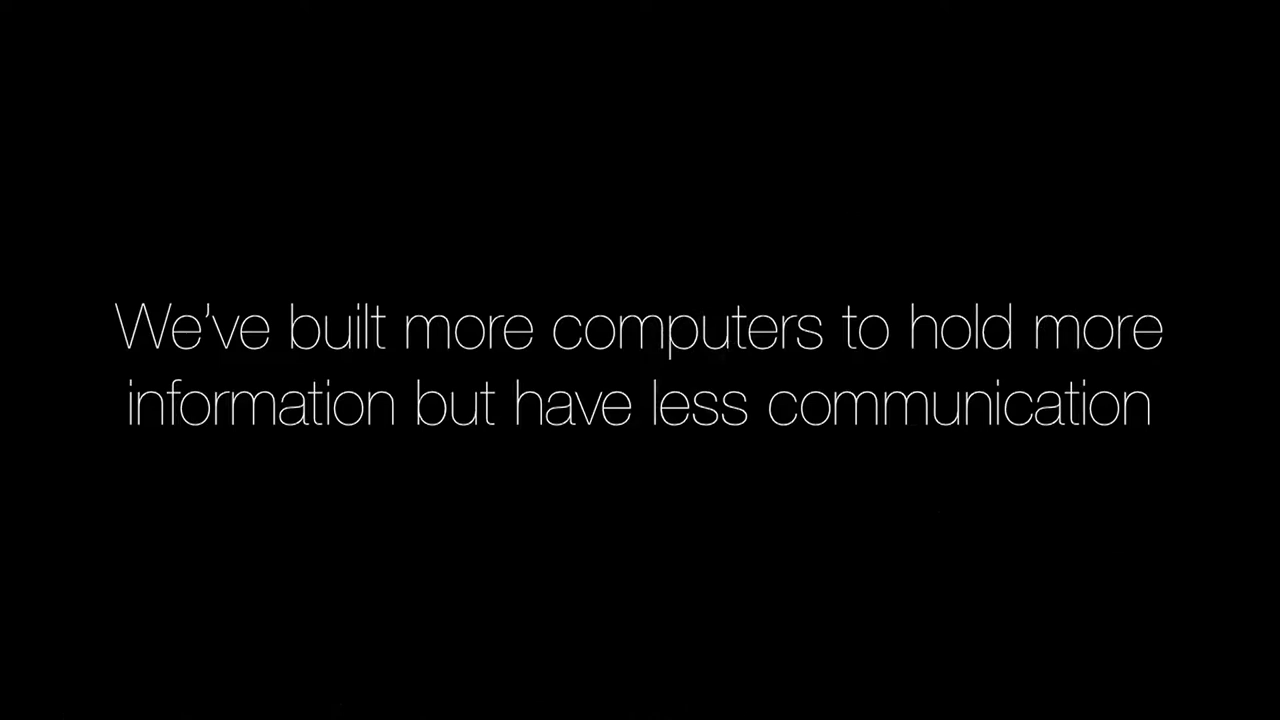 We've built more computers to hold more
information but have less communication